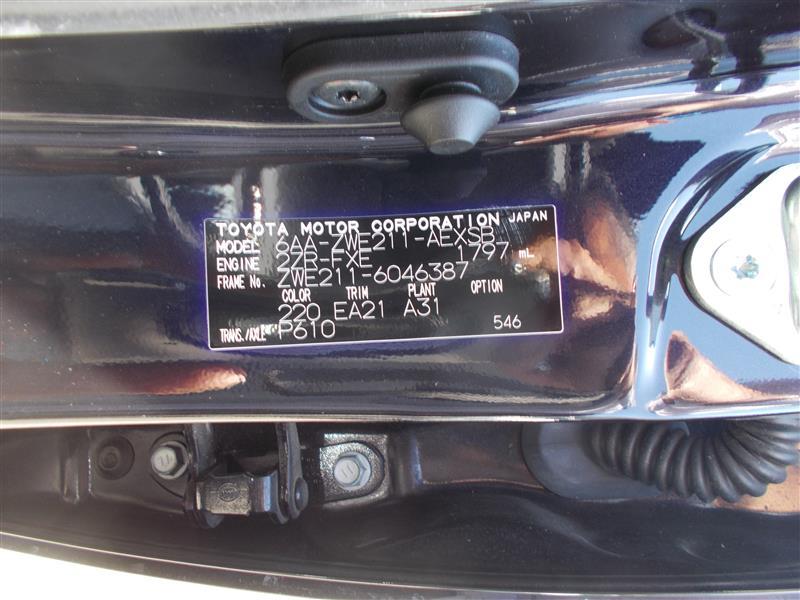 TOYOTA MOTOR CORPORATION JAPAN
MODEL 6AA-ZWE211-AEXSB
ENGINE 2ZR-FXE 1797 mL
FRAME No. ZWE211-6046387
COLOR TRIM PLANT OPTION
220 EA21 A31
TRANS./AXLE P610 546